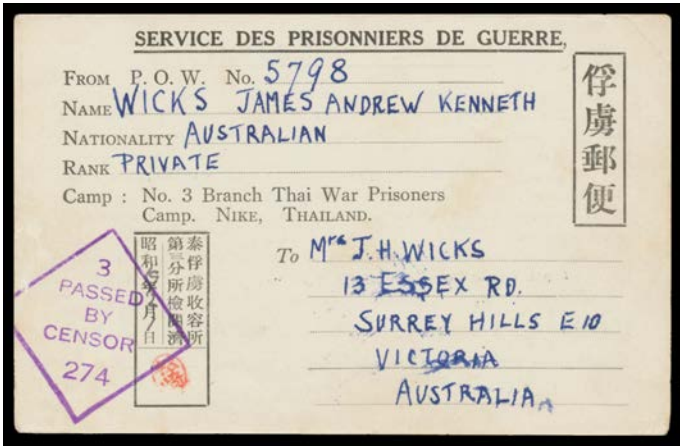 SERVICE DES PRISONNIERS DE GUERRE,
FROM P. O. W. No. 5798
NAME WICKS JAMES ANDREW KENNETH
NATIONALITY AUSTRALIAN
RANK PRIVATE
Camp : No. 3 Branch Thai War Prisoners
Camp. NIKE, THAILAND.
俘虜郵便
泰俘虜收容所
第三分所檢閲濟
昭和年月日
3
PASSED
BY
CENSOR
274
To Mrs J.H. WICKS
13 ESSEX RD.
SURREY HILLS E 10
VICTORIA
AUSTRALIA